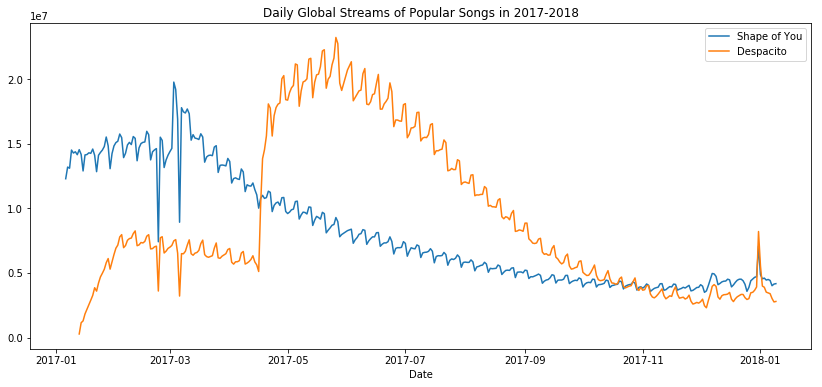 Daily Global Streams of Popular Songs in 2017-2018
1e7
Shape of You
Despacito
2.0
1.5
1.0
0.5
0.0
2017-01 2017-03 2017-05 2017-07 2017-09 2017-11 2018-01
Date